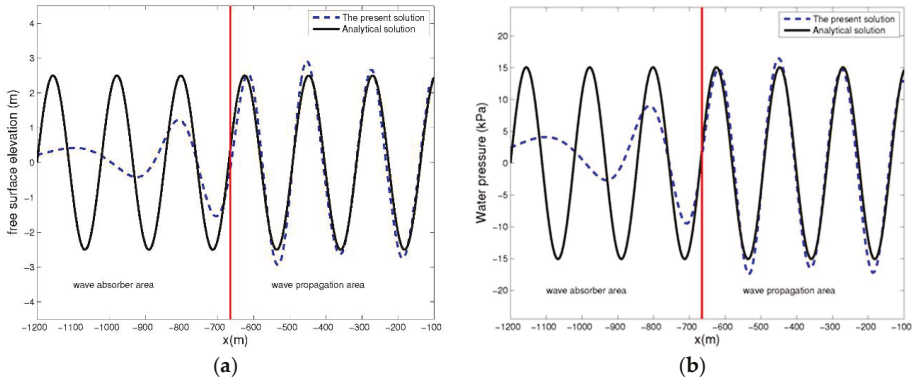 The present solution
Analytical solution
free surface elevation (m)
4
3
2
1
0
−1
−2
−3
−4
wave absorber area
wave propagation area
−1200 −1100 −1000 −900 −800 −700 −600 −500 −400 −300 −200 −100
x(m)
(a)
The present solution
Analytical solution
Water pressure (kPa)
20
15
10
5
0
−5
−10
−15
−20
wave absorber area
wave propagation area
−1200 −1100 −1000 −900 −800 −700 −600 −500 −400 −300 −200 −100
x(m)
(b)